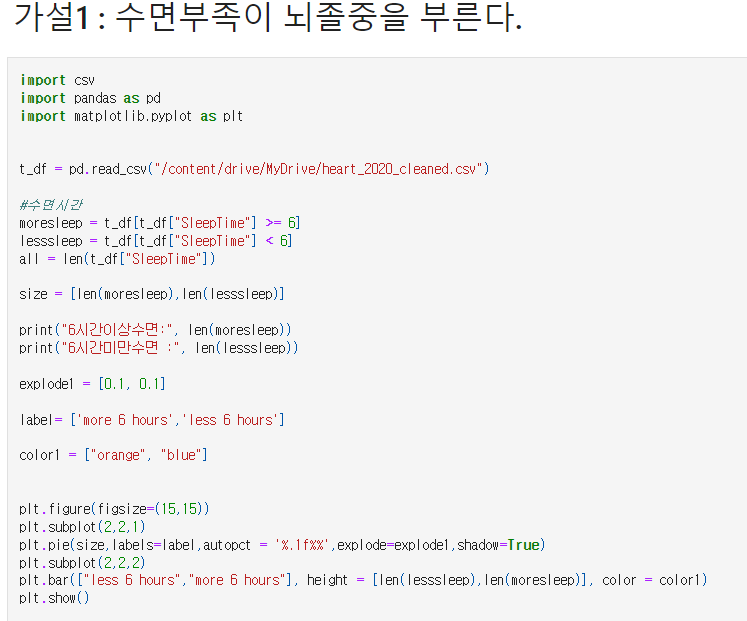 가설1 : 수면부족이 뇌졸중을 부른다.
import csv
import pandas as pd
import matplotlib.pyplot as plt
t_df = pd.read_csv("/content/drive/MyDrive/heart_2020_cleaned.csv")
#수면시간
moresleep = t_df[t_df["SleepTime"] >= 6]
lesssleep = t_df[t_df["SleepTime"] < 6]
all = len(t_df["SleepTime"])
size = [len(moresleep),len(lesssleep)]
print("6시간이상수면:", len(moresleep))
print("6시간미만수면 :", len(lesssleep))
explode1 = [0.1, 0.1]
label= ['more 6 hours','less 6 hours']
color1 = ["orange", "blue"]
plt.figure(figsize=(15,15))
plt.subplot(2,2,1)
plt.pie(size,labels=label,autopct = '%.1f%%',explode=explode1,shadow=True)
plt.subplot(2,2,2)
plt.bar(["less 6 hours","more 6 hours"], height = [len(lesssleep),len(moresleep)], color = color1)
plt.show()